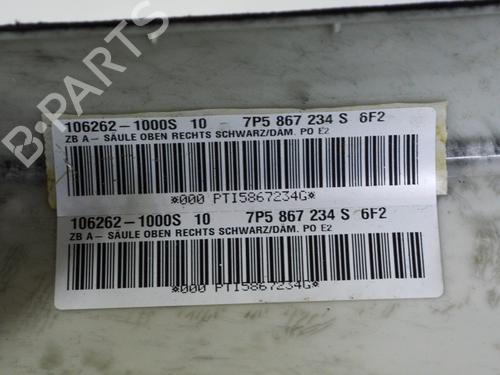 106262-1000S 10 - 7P5 867 234 S 6F2
ZB A- SÄULE OBEN RECHTS SCHWARZ/DÄM. PO E2
*000 PTI5867234G*
106262-1000S 10 7P5 867 234 S 6F2
ZB A- SÄULE OBEN RECHTS SCHWARZ/DÄM. PO E2
*000 PTI5867234G*
B-PARTS